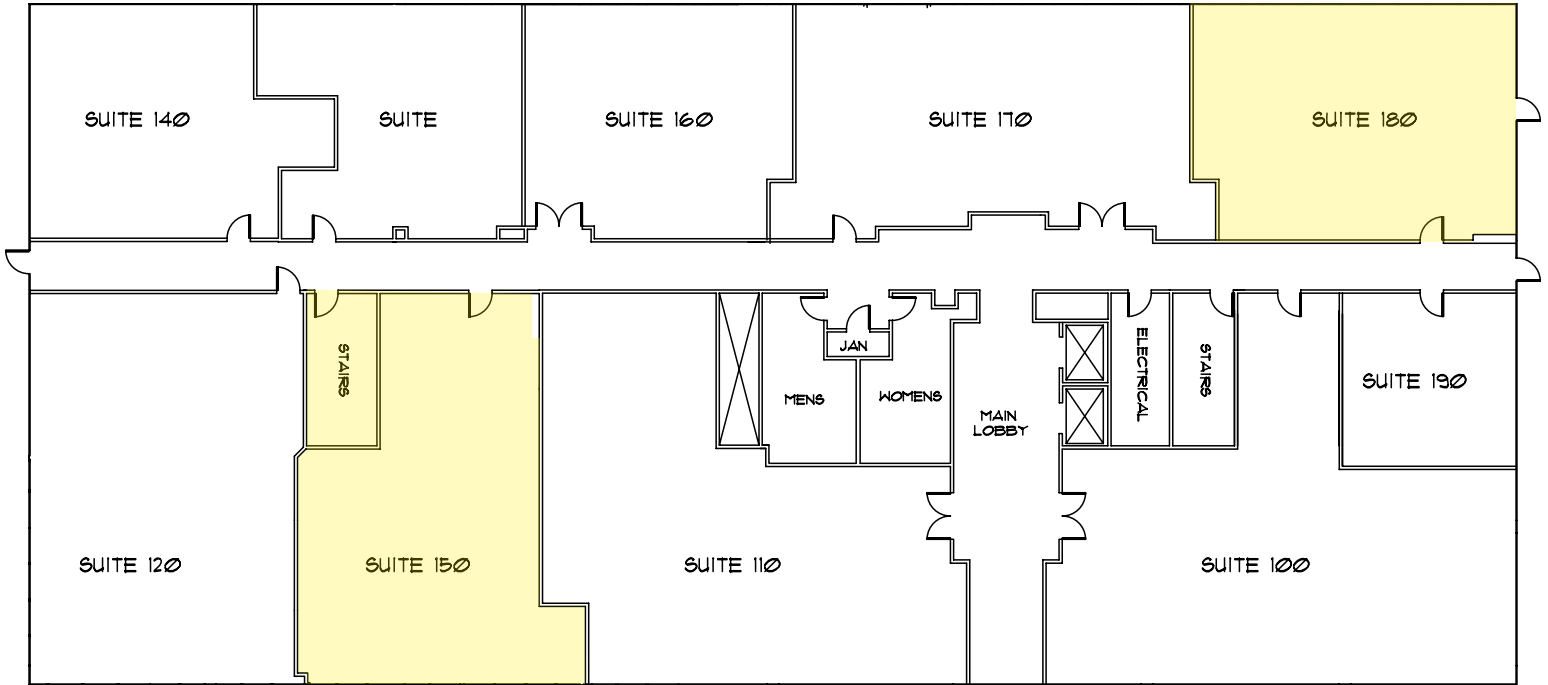 SUITE 140
SUITE
SUITE 160
SUITE 170
SUITE 180
STAIRS
JAN
MENS
WOMENS
MAIN
LOBBY
ELECTRICAL
STAIRS
SUITE 190
SUITE 120
SUITE 150
SUITE 110
SUITE 100